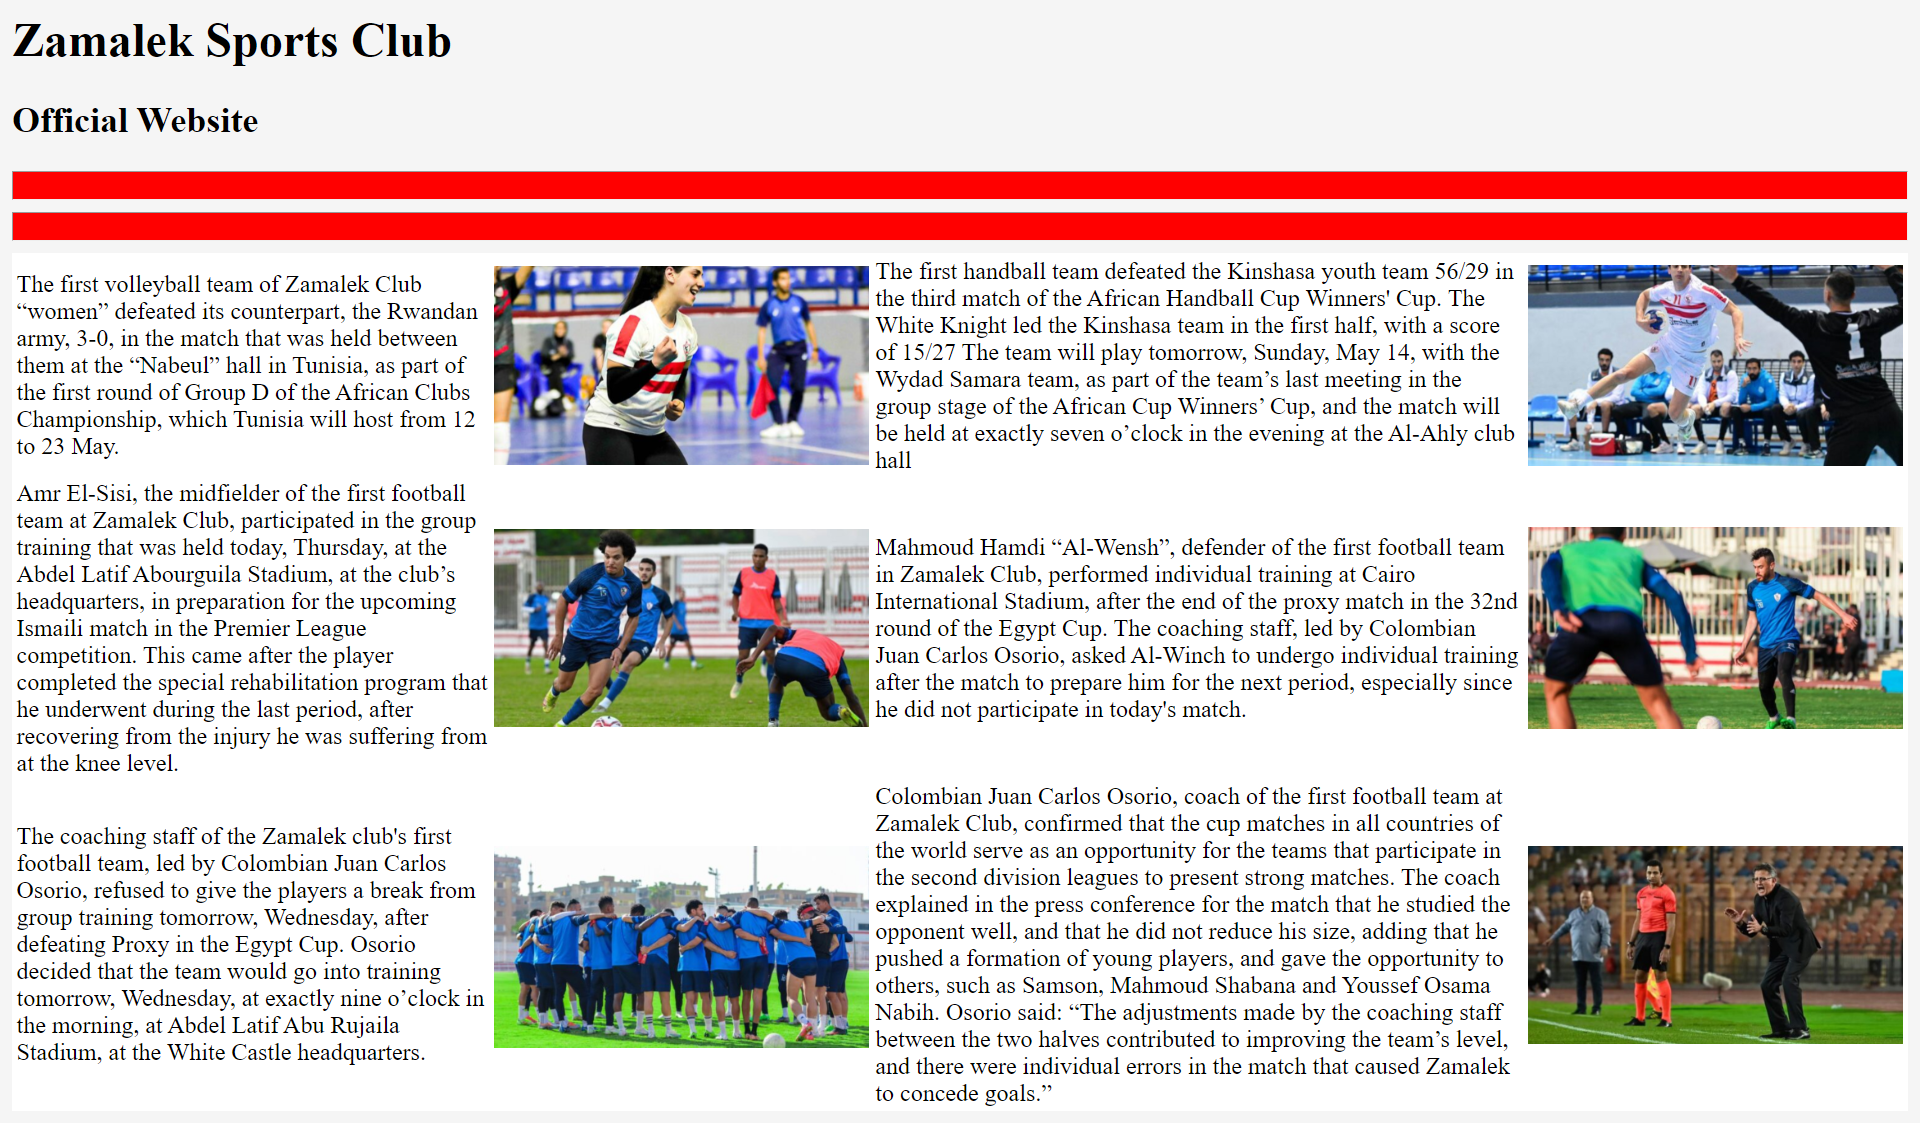 Zamalek Sports Club
Official Website
The first volleyball team of Zamalek Club
“women” defeated its counterpart, the Rwandan
army, 3-0, in the match that was held between
them at the “Nabeul” hall in Tunisia, as part of
the first round of Group D of the African Clubs
Championship, which Tunisia will host from 12
to 23 May.
The first handball team defeated the Kinshasa youth team 56/29 in
the third match of the African Handball Cup Winners' Cup. The
White Knight led the Kinshasa team in the first half, with a score
of 15/27 The team will play tomorrow, Sunday, May 14, with the
Wydad Samara team, as part of the team’s last meeting in the
group stage of the African Cup Winners’ Cup, and the match will
be held at exactly seven o’clock in the evening at the Al-Ahly club
hall
Amr El-Sisi, the midfielder of the first football
team at Zamalek Club, participated in the group
training that was held today, Thursday, at the
Abdel Latif Abourguila Stadium, at the club’s
headquarters, in preparation for the upcoming
Ismaili match in the Premier League
competition. This came after the player
completed the special rehabilitation program that
he underwent during the last period, after
recovering from the injury he was suffering from
at the knee level.
Mahmoud Hamdi “Al-Wensh”, defender of the first football team
in Zamalek Club, performed individual training at Cairo
International Stadium, after the end of the proxy match in the 32nd
round of the Egypt Cup. The coaching staff, led by Colombian
Juan Carlos Osorio, asked Al-Winch to undergo individual training
after the match to prepare him for the next period, especially since
he did not participate in today's match.
The coaching staff of the Zamalek club's first
football team, led by Colombian Juan Carlos
Osorio, refused to give the players a break from
group training tomorrow, Wednesday, after
defeating Proxy in the Egypt Cup. Osorio
decided that the team would go into training
tomorrow, Wednesday, at exactly nine o’clock in
the morning, at Abdel Latif Abu Rujaila
Stadium, at the White Castle headquarters.
Colombian Juan Carlos Osorio, coach of the first football team at
Zamalek Club, confirmed that the cup matches in all countries of
the world serve as an opportunity for the teams that participate in
the second division leagues to present strong matches. The coach
explained in the press conference for the match that he studied the
opponent well, and that he did not reduce his size, adding that he
pushed a formation of young players, and gave the opportunity to
others, such as Samson, Mahmoud Shabana and Youssef Osama
Nabih. Osorio said: “The adjustments made by the coaching staff
between the two halves contributed to improving the team’s level,
and there were individual errors in the match that caused Zamalek
to concede goals.”